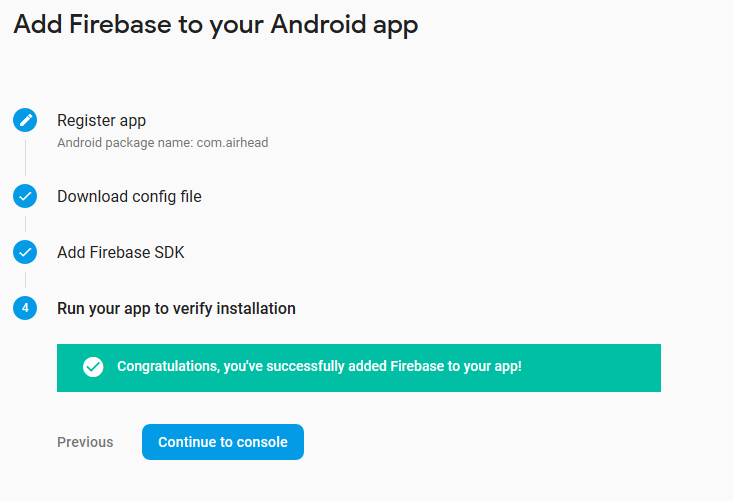 Add Firebase to your Android app
Register app
Android package name: com.airhead
Download config file
Add Firebase SDK
4
Run your app to verify installation
Congratulations, you've successfully added Firebase to your app!
Previous
Continue to console